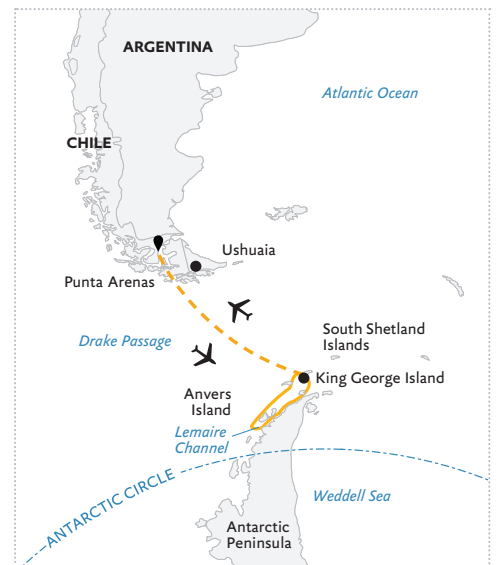 ARGENTINA
Atlantic Ocean
CHILE
Ushuaia
Punta Arenas
South Shetland
Islands
Drake Passage
King George Island
Anvers
Island
Lemaire
Channel
ANTARCTIC CIRCLE
Weddell Sea
Antarctic
Peninsula